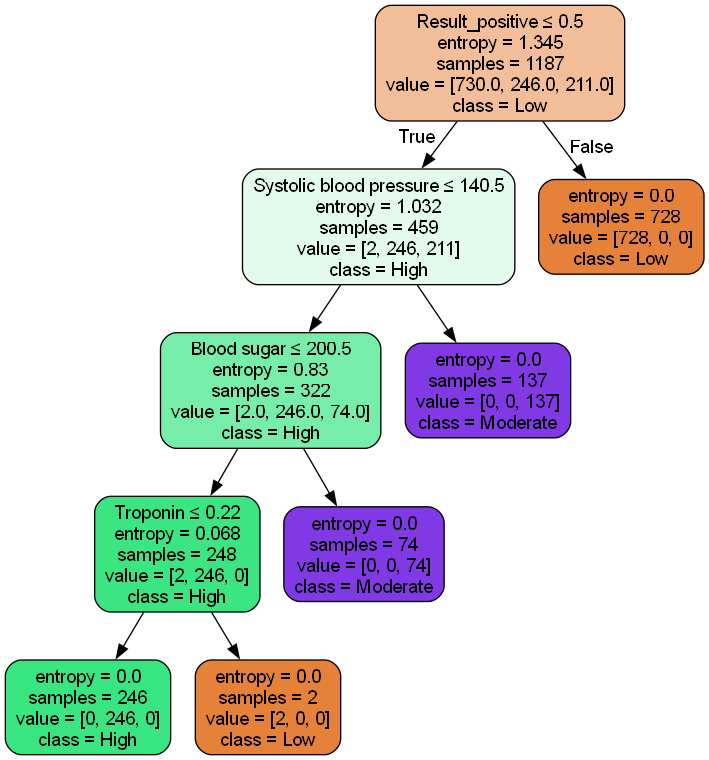 Result_positive ≤ 0.5
entropy = 1.345
samples = 1187
value = [730.0, 246.0, 211.0]
class = Low
True
False
Systolic blood pressure ≤ 140.5
entropy = 1.032
samples = 459
value = [2, 246, 211]
class = High
entropy = 0.0
samples = 728
value = [728, 0, 0]
class = Low
Blood sugar ≤ 200.5
entropy = 0.83
samples = 322
value = [2.0, 246.0, 74.0]
class = High
entropy = 0.0
samples = 137
value = [0, 0, 137]
class = Moderate
Troponin ≤ 0.22
entropy = 0.068
samples = 248
value = [2, 246, 0]
class = High
entropy = 0.0
samples = 74
value = [0, 0, 74]
class = Moderate
entropy = 0.0
samples = 246
value = [0, 246, 0]
class = High
entropy = 0.0
samples = 2
value = [2, 0, 0]
class = Low